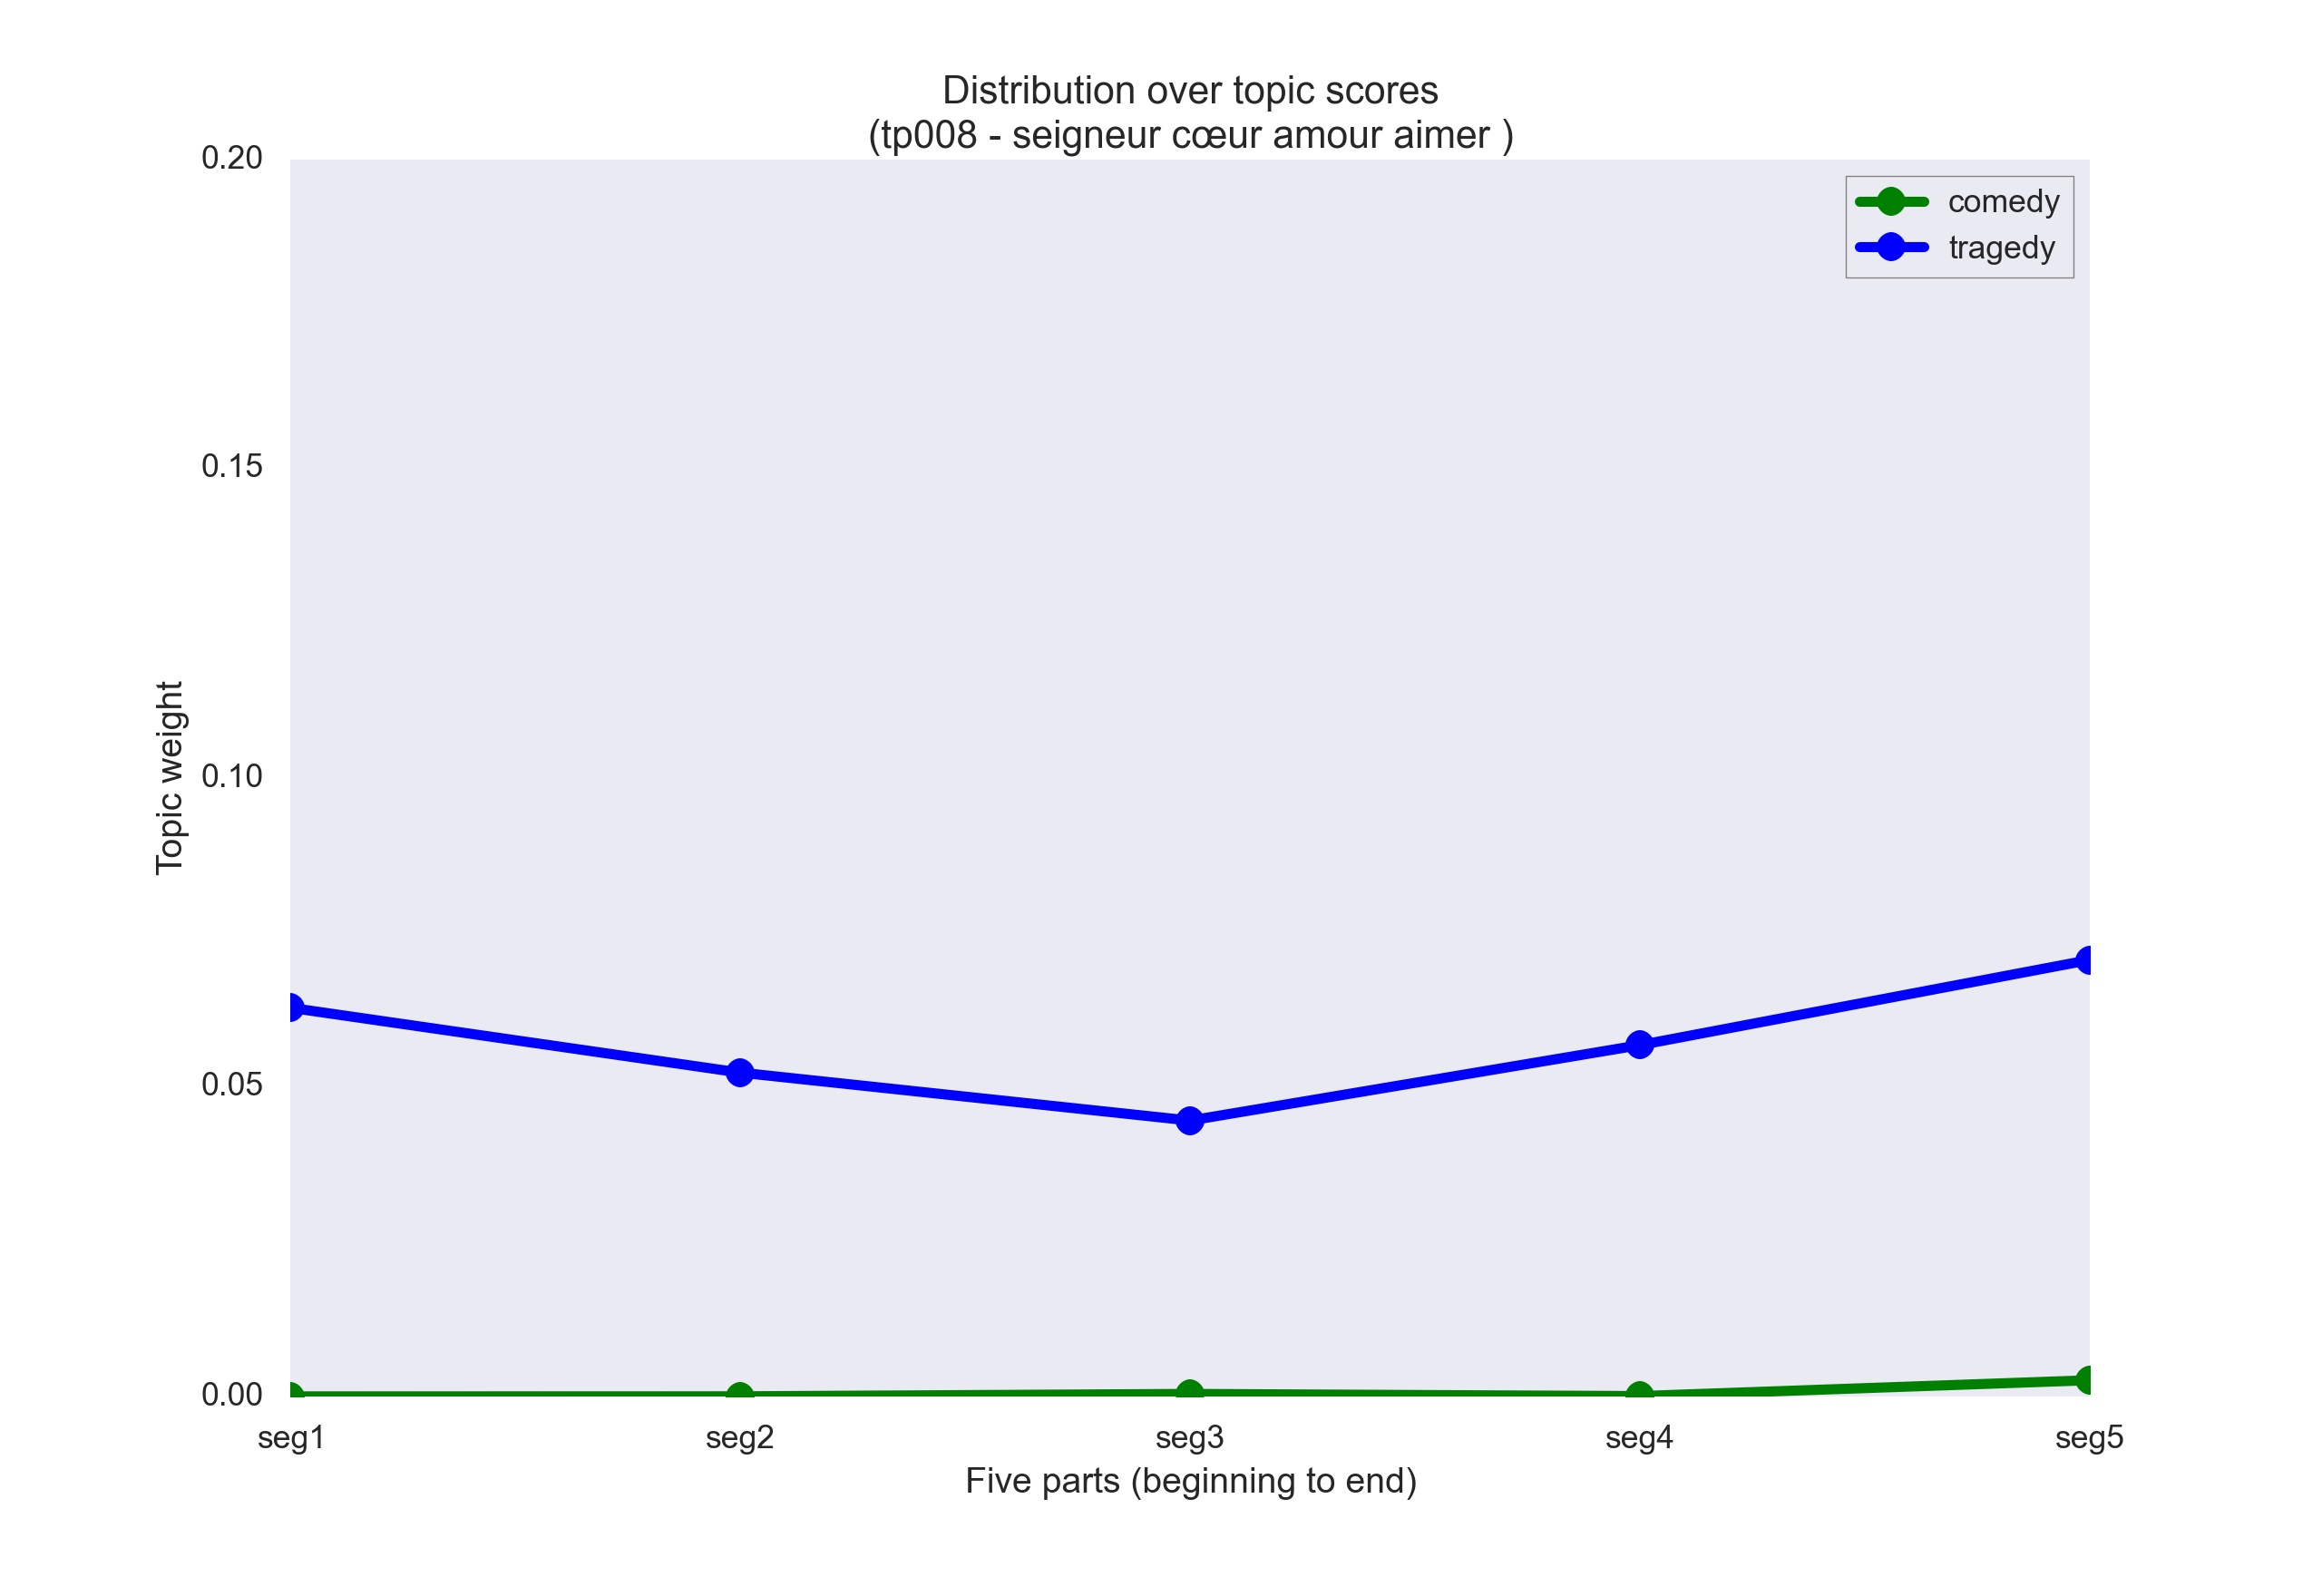 Distribution over topic scores
(tp008 - seigneur cœur amour aimer )
comedy
tragedy
Topic weight
0.20
0.15
0.10
0.05
0.00
seg1 seg2 seg3 seg4 seg5
Five parts (beginning to end)